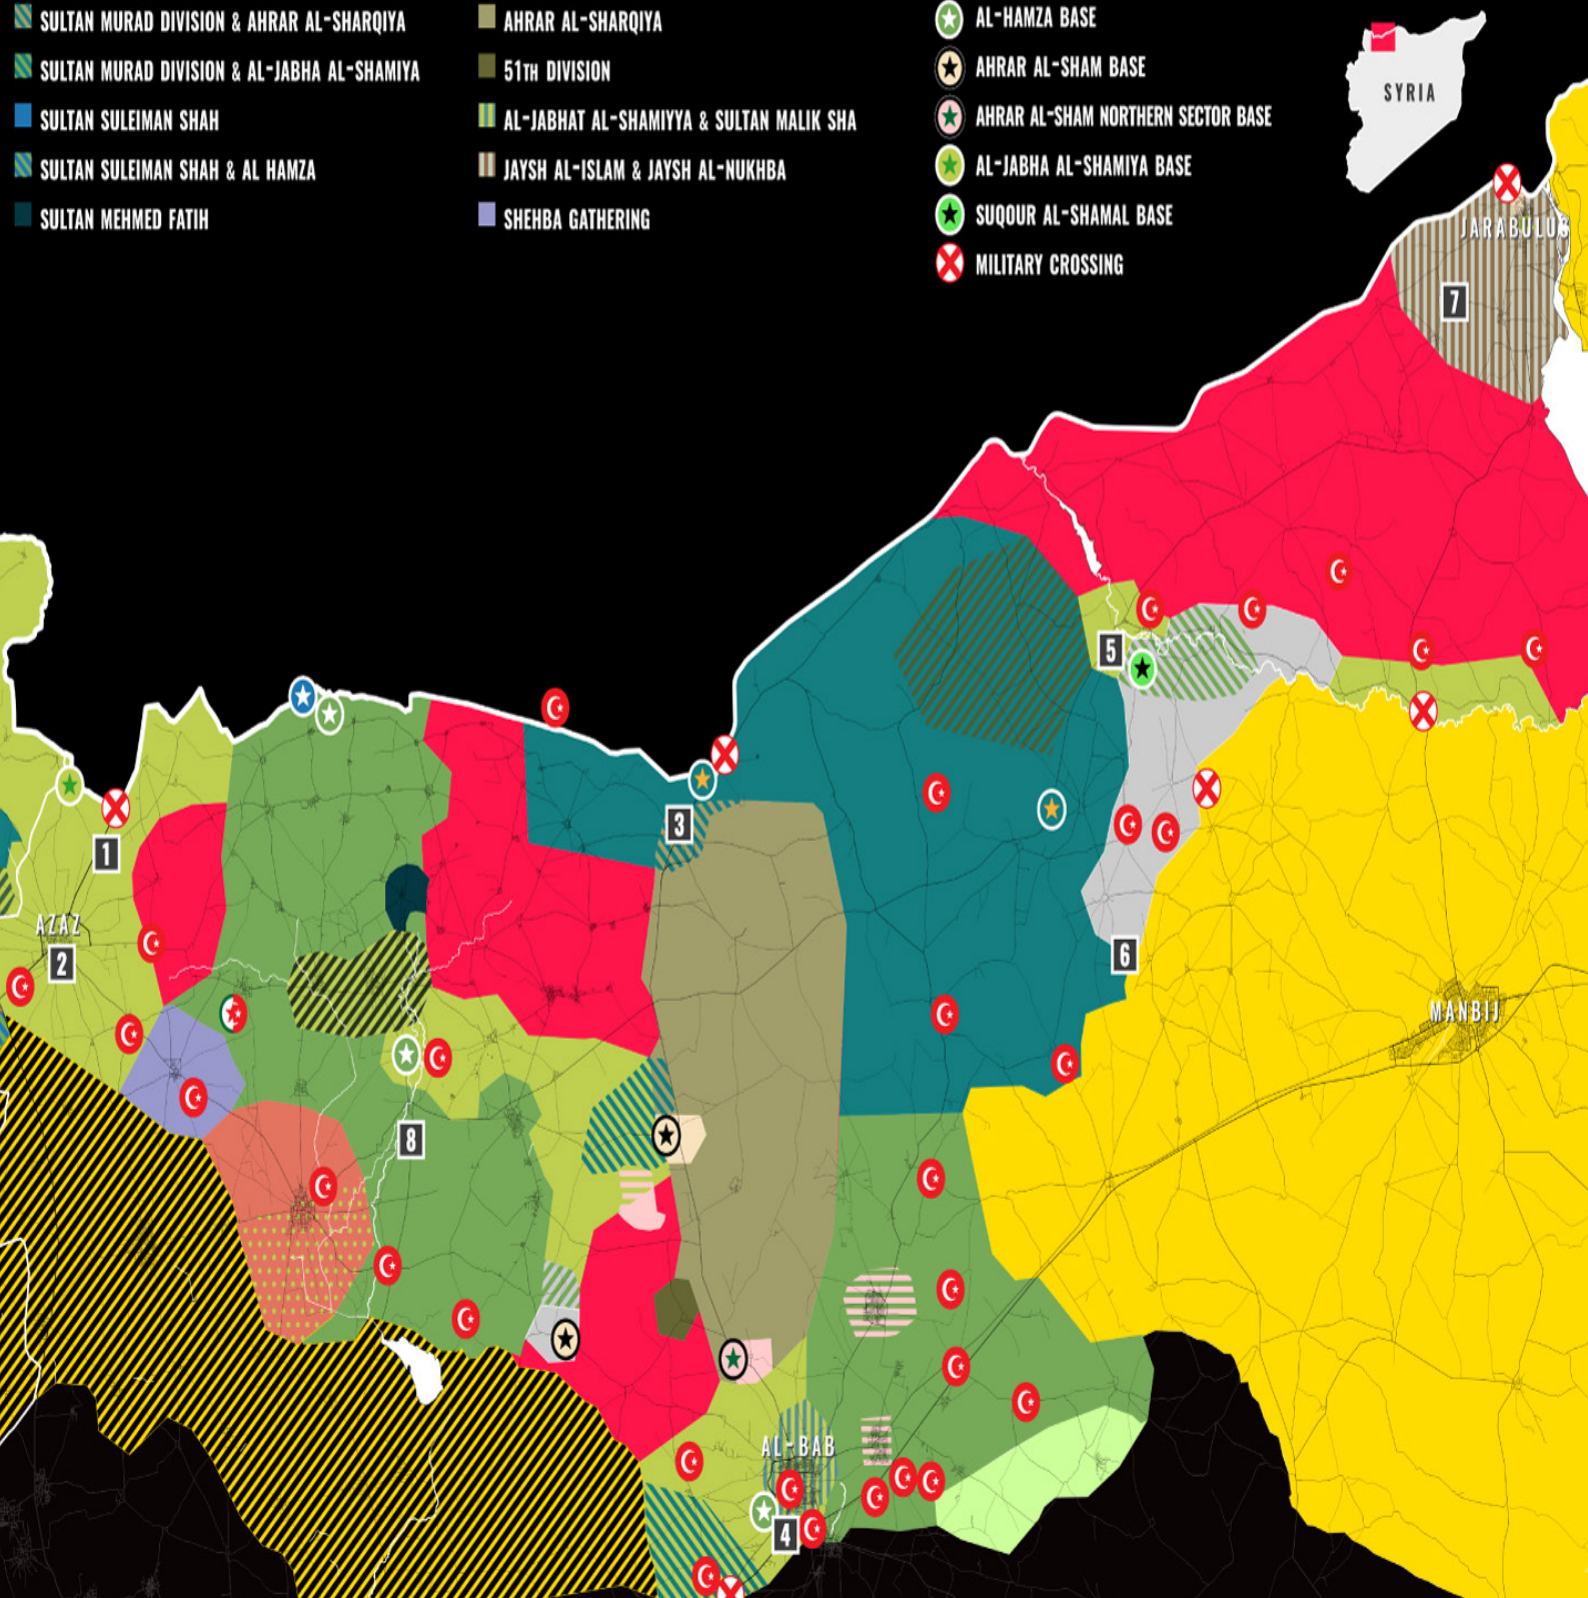 SULTAN MURAD DIVISION & AHRAR AL-SHARQIYA
SULTAN MURAD DIVISION & AL-JABHA AL-SHAMIYA
SULTAN SULEIMAN SHAH
SULTAN SULEIMAN SHAH & AL HAMZA
SULTAN MEHMED FATIH
AHRAR AL-SHARQIYA
51TH DIVISION
AL-JABHAT AL-SHAMIYYA & SULTAN MALIK SHA
JAYSH AL-ISLAM & JAYSH AL-NUKHBA
SHEHBA GATHERING
AL-HAMZA BASE
AHRAR AL-SHAM BASE
AHRAR AL-SHAM NORTHERN SECTOR BASE
AL-JABHA AL-SHAMIYA BASE
SUQOUR AL-SHAMAL BASE
MILITARY CROSSING
SYRIA
JARABULUS
7
5
3
1
AZAZ
2
6
MANBIJ
8
AL-BAB
4